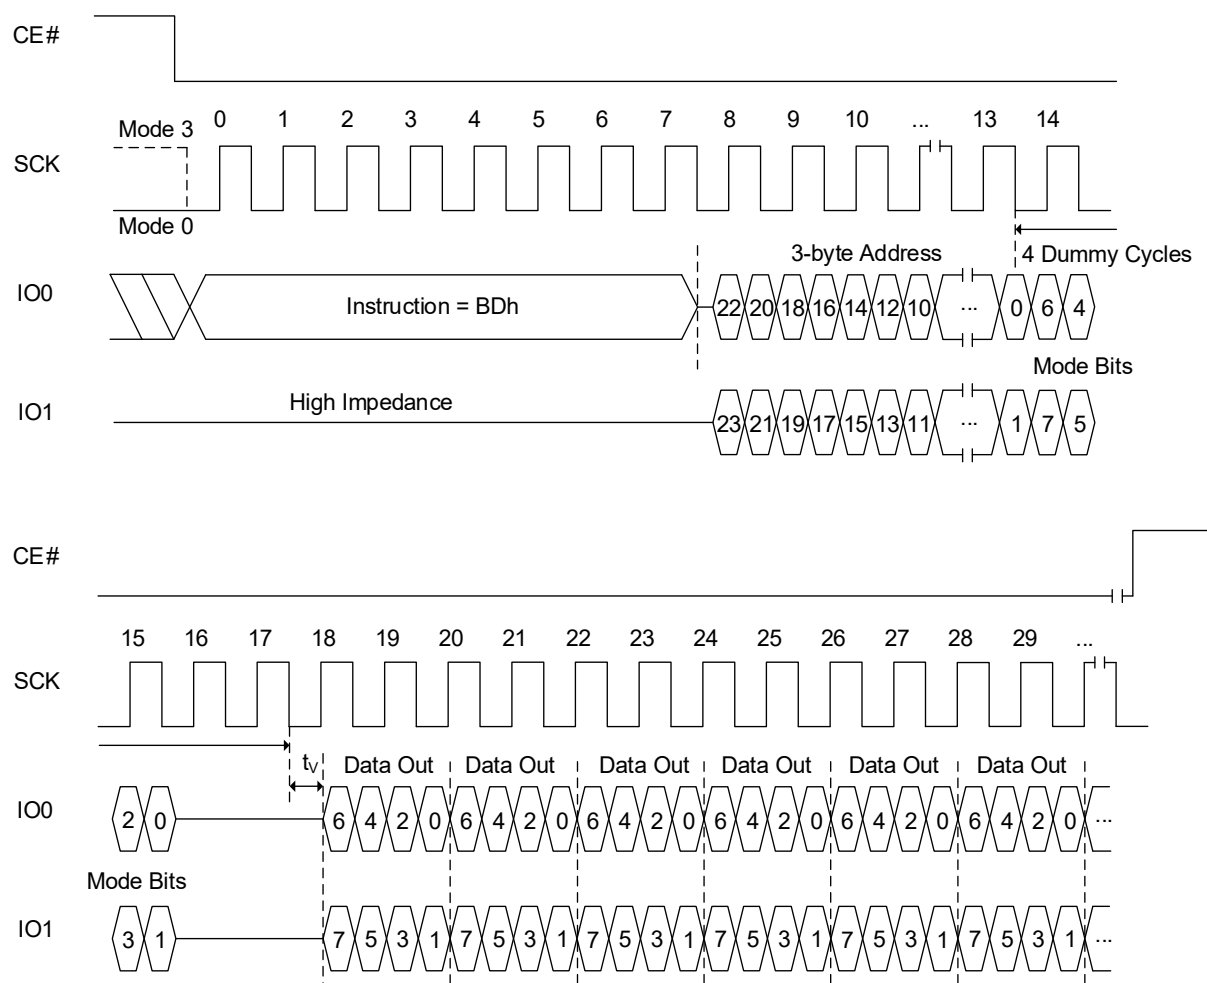 CE#
Mode 3 0 1 2 3 4 5 6 7 8 9 10 ... 13 14
SCK
Mode 0
3-byte Address 4 Dummy Cycles
IO0 Instruction = BDh 22 20 18 16 14 12 10 ... 0 6 4
Mode Bits
High Impedance
IO1 23 21 19 17 15 13 11 ... 1 7 5
CE#
15 16 17 18 19 20 21 22 23 24 25 26 27 28 29 ...
SCK
tV Data Out Data Out Data Out Data Out Data Out Data Out
IO0 2 0 6 4 2 0 6 4 2 0 6 4 2 0 6 4 2 0 6 4 2 0 6 4 2 0 ...
Mode Bits
IO1 3 1 7 5 3 1 7 5 3 1 7 5 3 1 7 5 3 1 7 5 3 1 7 5 3 1 ...